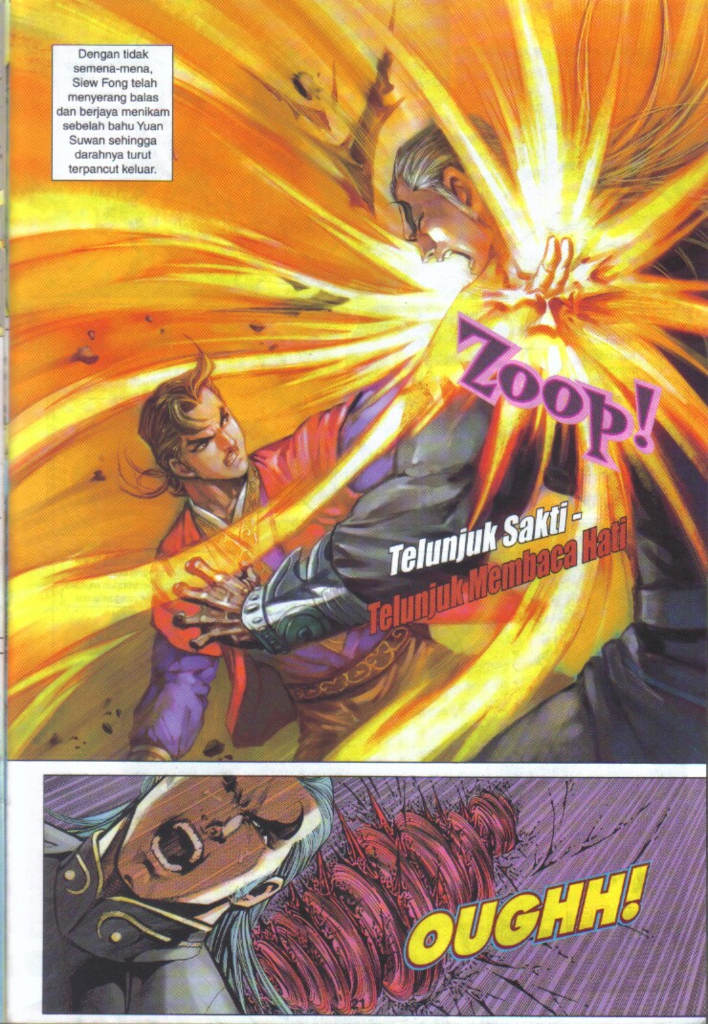 Dengan tidak
semena-mena,
Siew Fong telah
menyerang balas
dan berjaya menikam
sebelah bahu Yuan
Suwan sehingga
darahnya turut
terpancut keluar.
Zoop!
Telunjuk Sakti -
Telunjuk Membaca Hati
OUGHH!
21